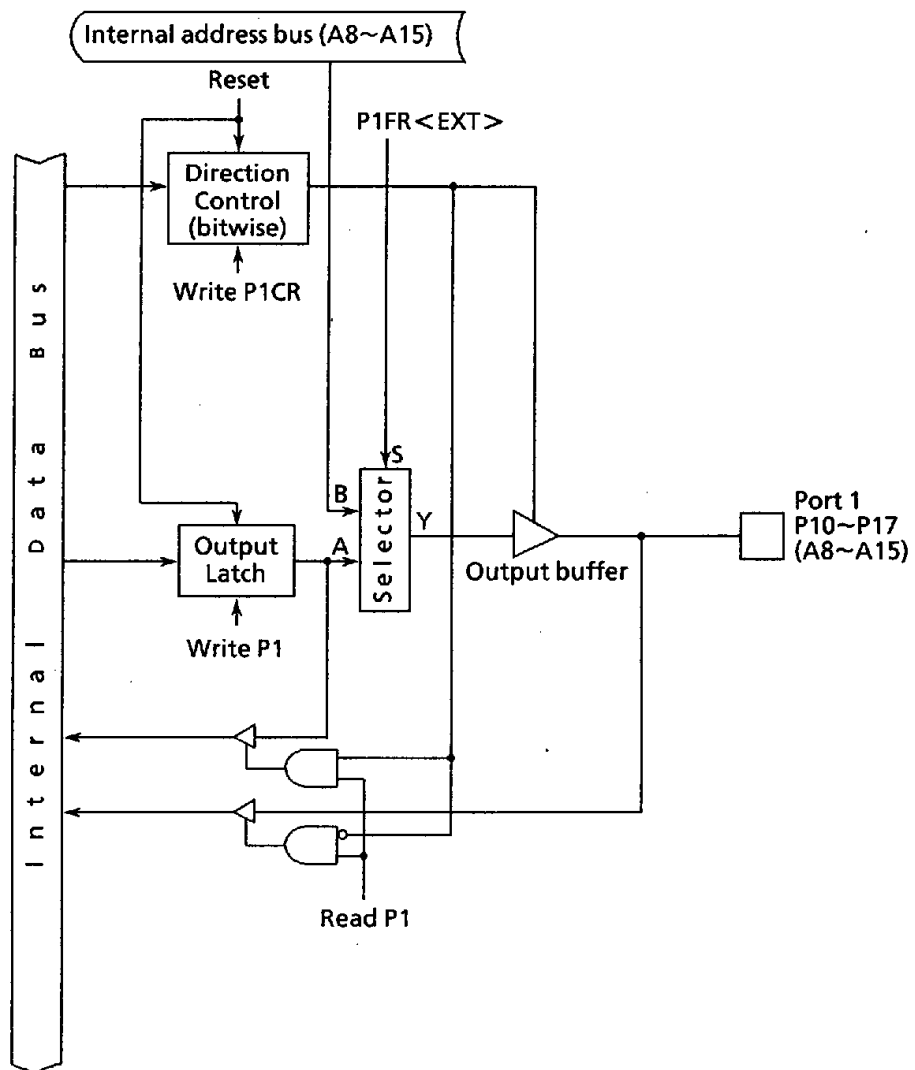 Internal address bus (A8~A15)
Reset
P1FR<EXT>
Direction
Control
(bitwise)
Write P1CR
Internal Data Bus
S
B
A
Selector
Y
Output
Latch
Write P1
Output buffer
Port 1
P10~P17
(A8~A15)
Read P1